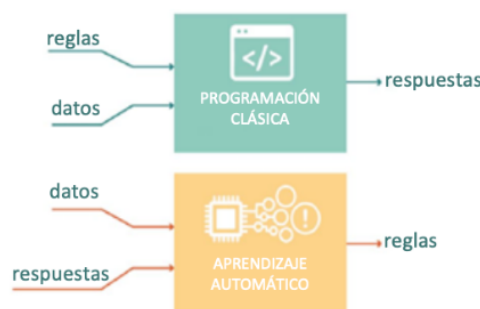 reglas
datos
</>
PROGRAMACIÓN
CLÁSICA
respuestas
datos
respuestas
!
APRENDIZAJE
AUTOMÁTICO
reglas